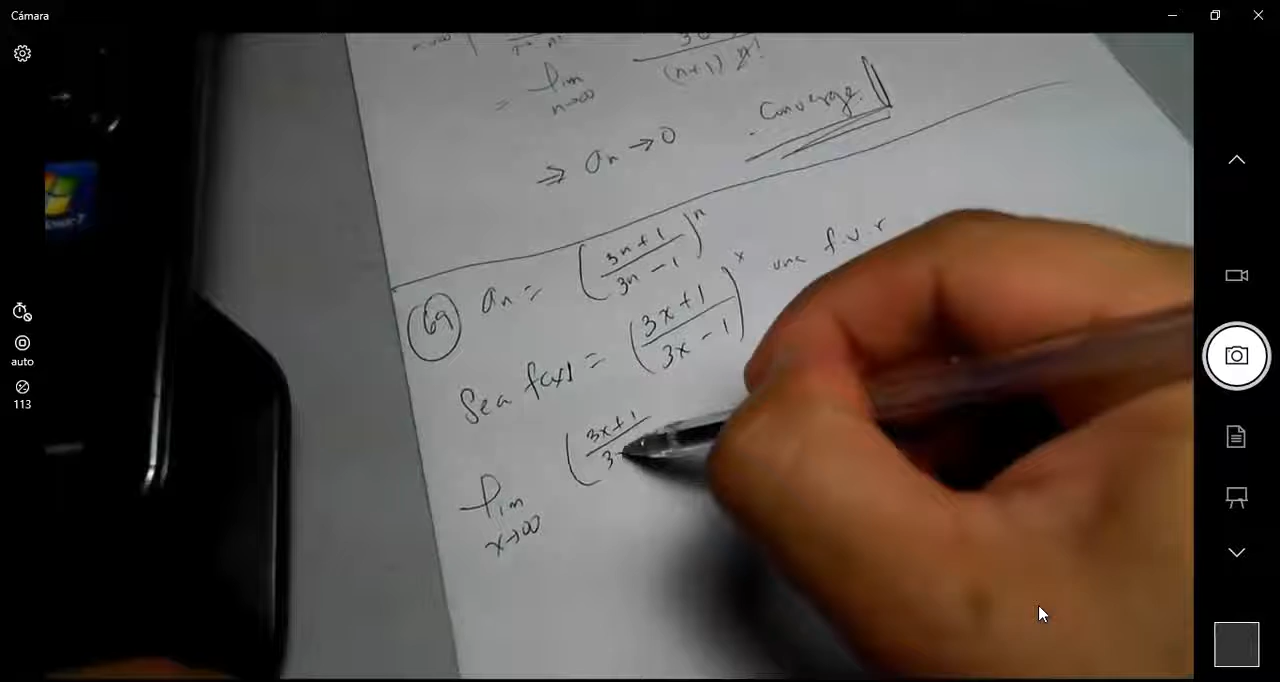 Cámara
n→∞
= lim n→∞ (n+1) n!
⇒ aₙ → 0 Converge.
69 aₙ = ((3n+1)/(3n-1))ⁿ
Sea f(x) = ((3x+1)/(3x-1))ˣ una f.v.r
lim x→∞ (3x+1 / 3
auto
113